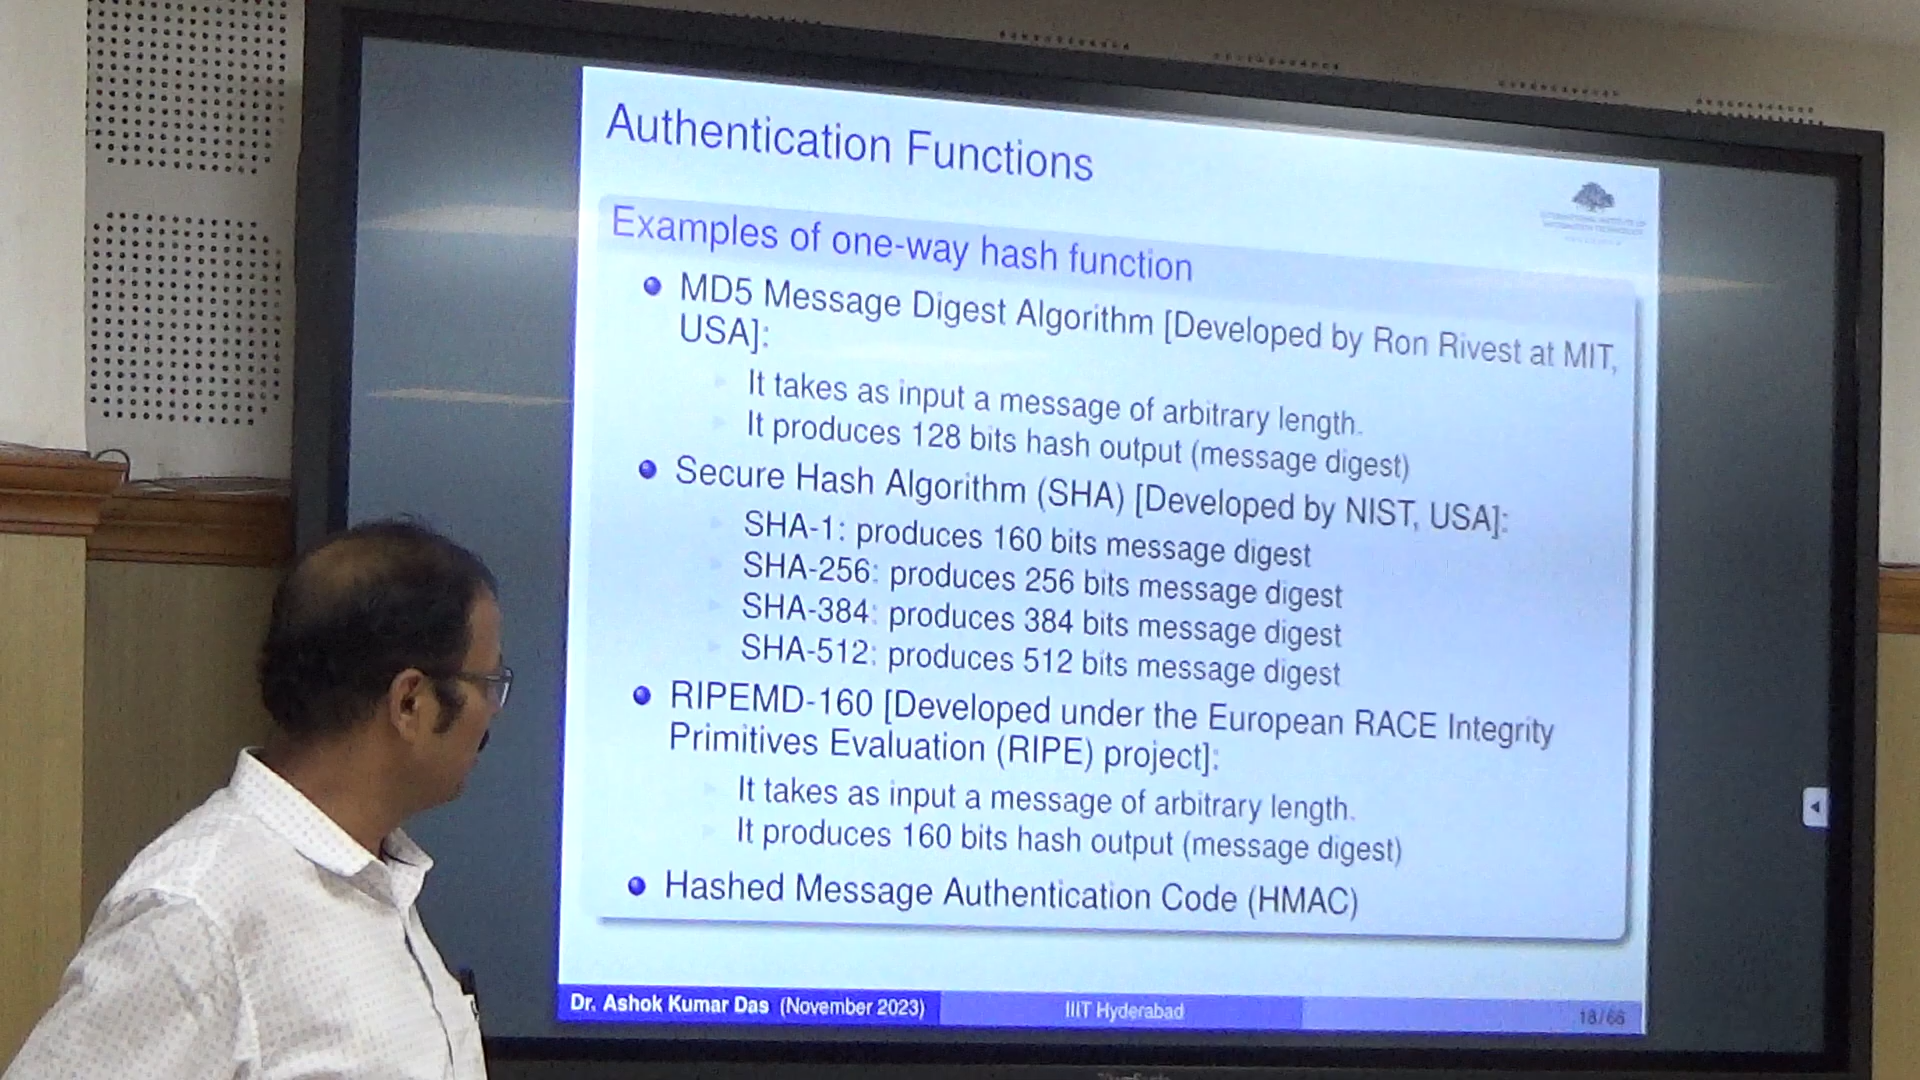 Authentication Functions
INTERNATIONAL INSTITUTE OF
INFORMATION TECHNOLOGY
Examples of one-way hash function
MD5 Message Digest Algorithm [Developed by Ron Rivest at MIT,
USA]:
It takes as input a message of arbitrary length.
It produces 128 bits hash output (message digest)
Secure Hash Algorithm (SHA) [Developed by NIST, USA]:
SHA-1: produces 160 bits message digest
SHA-256: produces 256 bits message digest
SHA-384: produces 384 bits message digest
SHA-512: produces 512 bits message digest
RIPEMD-160 [Developed under the European RACE Integrity
Primitives Evaluation (RIPE) project]:
It takes as input a message of arbitrary length.
It produces 160 bits hash output (message digest)
Hashed Message Authentication Code (HMAC)
Dr. Ashok Kumar Das (November 2023) IIIT Hyderabad 18/66